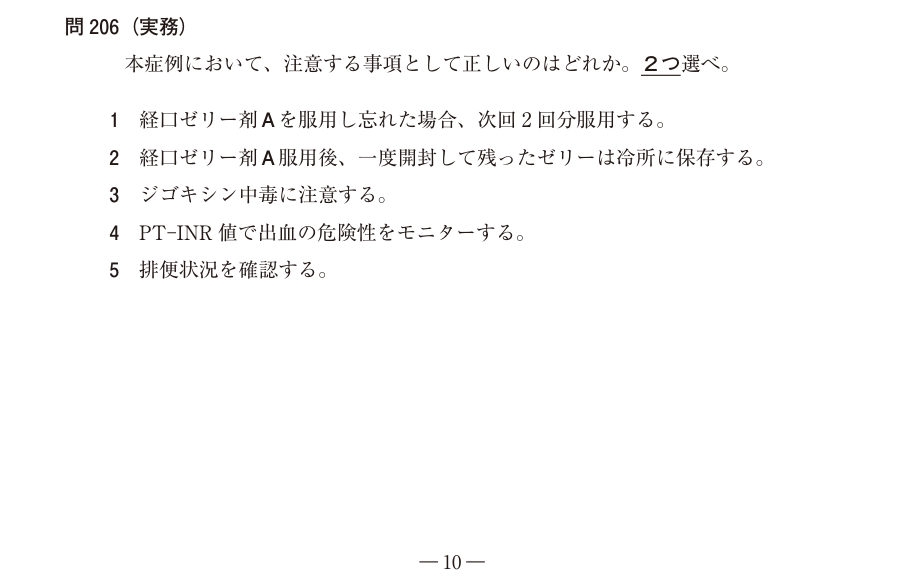 問 206（実務）
本症例において、注意する事項として正しいのはどれか。２つ選べ。
1 経口ゼリー剤Ａを服用し忘れた場合、次回２回分服用する。
2 経口ゼリー剤Ａ服用後、一度開封して残ったゼリーは冷所に保存する。
3 ジゴキシン中毒に注意する。
4 PT-INR 値で出血の危険性をモニターする。
5 排便状況を確認する。
― 10 ―